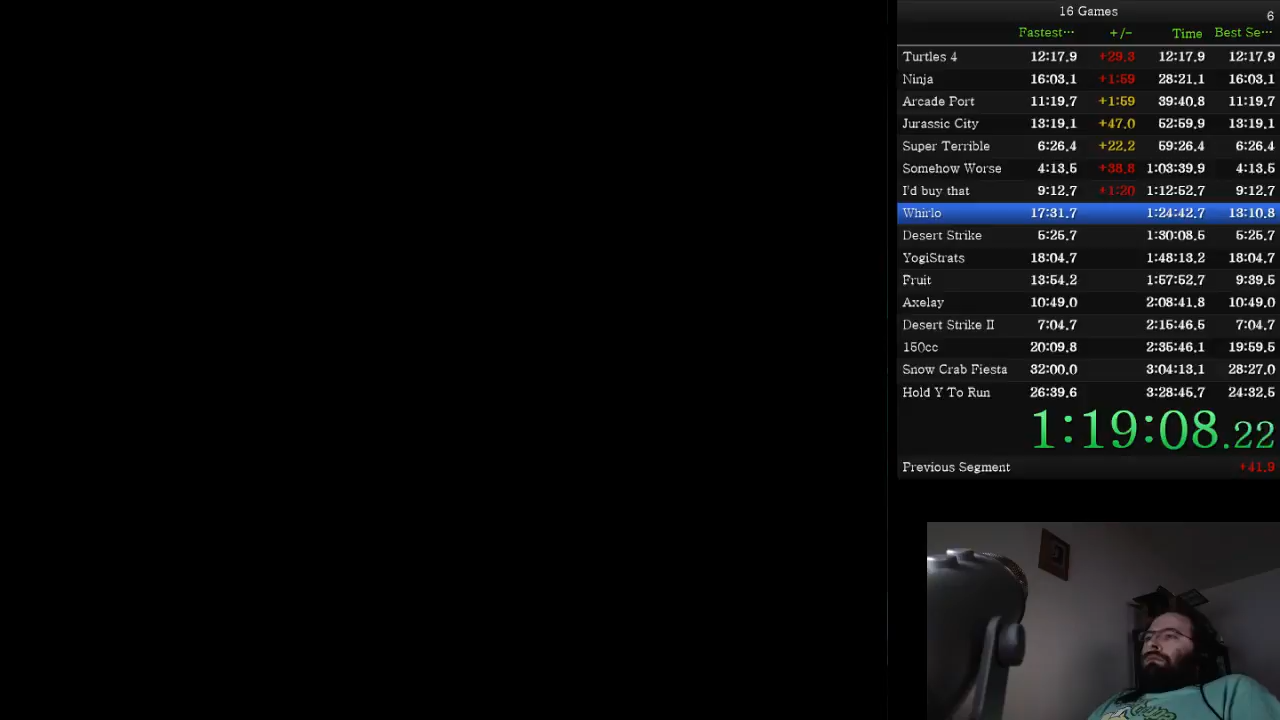 16 Games
6
Fastest… +/- Time Best Se…
Turtles 4 12:17.9 +29.3 12:17.9 12:17.9
Ninja 16:03.1 +1:59 28:21.1 16:03.1
Arcade Port 11:19.7 +1:59 39:40.8 11:19.7
Jurassic City 13:19.1 +47.0 52:59.9 13:19.1
Super Terrible 6:26.4 +22.2 59:26.4 6:26.4
Somehow Worse 4:13.5 +38.8 1:03:39.9 4:13.5
I'd buy that 9:12.7 +1:20 1:12:52.7 9:12.7
Whirlo 17:31.7 1:24:42.7 13:10.8
Desert Strike 5:25.7 1:30:08.5 5:25.7
YogiStrats 18:04.7 1:48:13.2 18:04.7
Fruit 13:54.2 1:57:52.7 9:39.5
Axelay 10:49.0 2:08:41.8 10:49.0
Desert Strike II 7:04.7 2:15:46.5 7:04.7
150cc 20:09.8 2:35:46.1 19:59.5
Snow Crab Fiesta 32:00.0 3:04:13.1 28:27.0
Hold Y To Run 26:39.6 3:28:45.7 24:32.5
1:19:08.22
Previous Segment +41.9